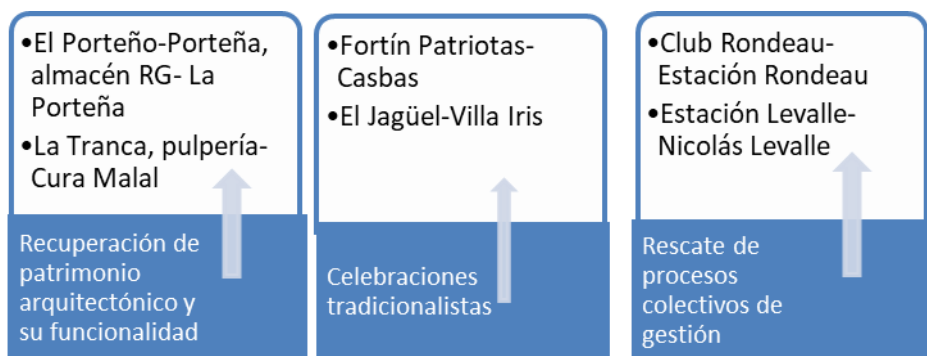 •El Porteño-Porteña,
almacén RG- La
Porteña
•La Tranca, pulpería-
Cura Malal
Recuperación de
patrimonio
arquitectónico y
su funcionalidad
•Fortín Patriotas-
Casbas
•El Jagüel-Villa Iris
Celebraciones
tradicionalistas
•Club Rondeau-
Estación Rondeau
•Estación Levalle-
Nicolás Levalle
Rescate de
procesos
colectivos de
gestión